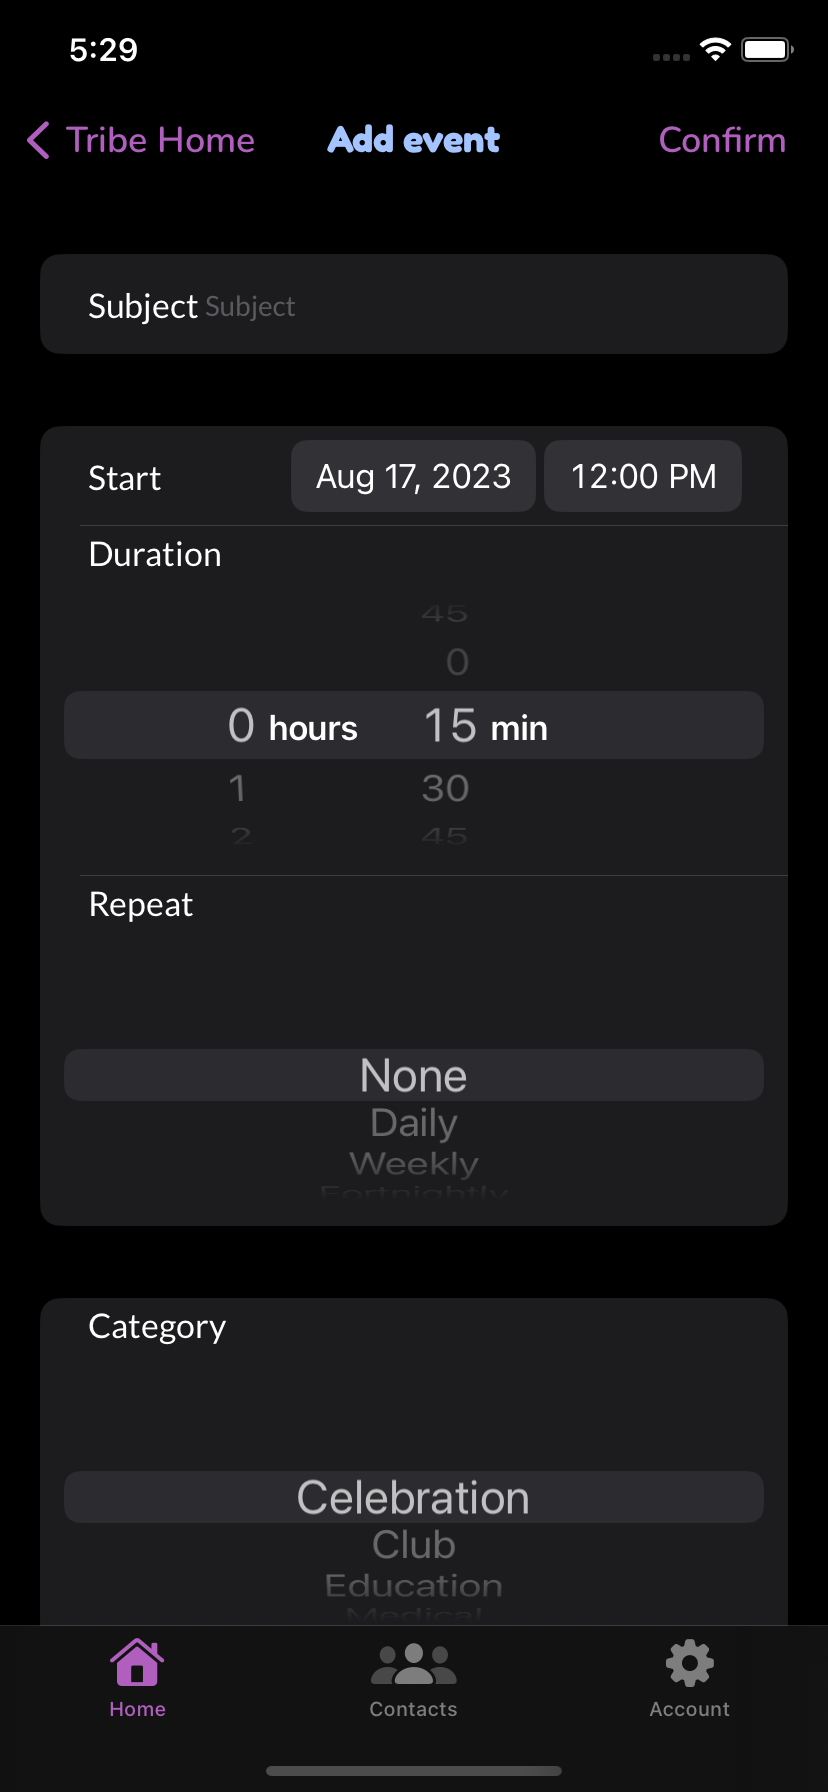 5:29
Tribe Home Add event Confirm
Subject Subject
Start Aug 17, 2023 12:00 PM
Duration
45
0
0 hours 15 min
1 30
2 45
Repeat
None
Daily
Weekly
Fortnightly
Category
Celebration
Club
Education
Medical
Home Contacts Account